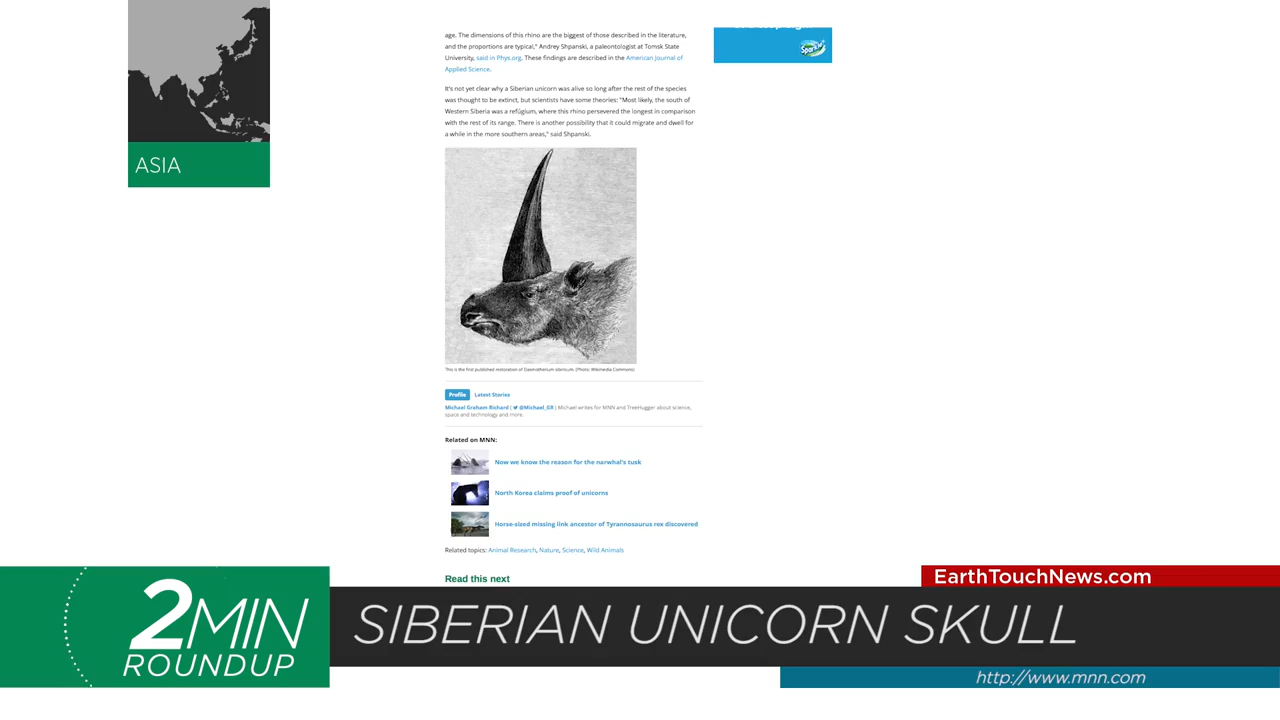 ASIA
age. The dimensions of this rhino are the biggest of those described in the literature,
and the proportions are typical," Andrey Shpanski, a paleontologist at Tomsk State
University, said in Phys.org. These findings are described in the American Journal of
Applied Science.
It's not yet clear why a Siberian unicorn was alive so long after the rest of the species
was thought to be extinct, but scientists have some theories: "Most likely, the south of
Western Siberia was a refúgium, where this rhino persevered the longest in comparison
with the rest of its range. There is another possibility that it could migrate and dwell for
a while in the more southern areas," said Shpanski.
This is the first published restoration of Elasmotherium sibiricum. (Photo: Wikimedia Commons)
Profile Latest Stories
Michael Graham Richard | @Michael_GR | Michael writes for MNN and TreeHugger about science,
space and technology and more.
Related on MNN:
Now we know the reason for the narwhal's tusk
North Korea claims proof of unicorns
Horse-sized missing link ancestor of Tyrannosaurus rex discovered
Related topics: Animal Research, Nature, Science, Wild Animals
Read this next
EarthTouchNews.com
2MIN
ROUNDUP
SIBERIAN UNICORN SKULL
http://www.mnn.com